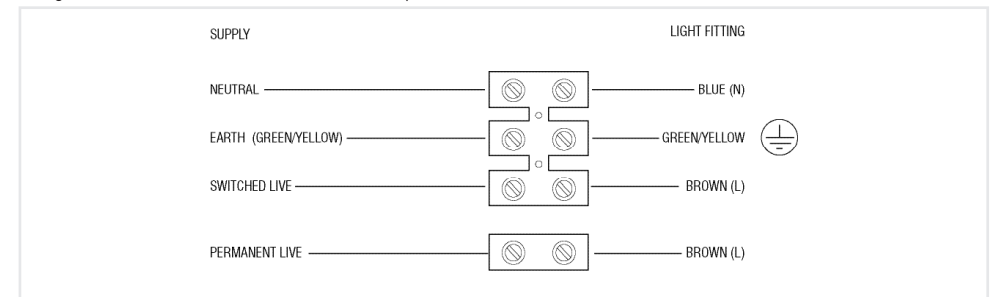 SUPPLY LIGHT FITTING
NEUTRAL BLUE (N)
EARTH (GREEN/YELLOW) GREEN/YELLOW
SWITCHED LIVE BROWN (L)
PERMANENT LIVE BROWN (L)